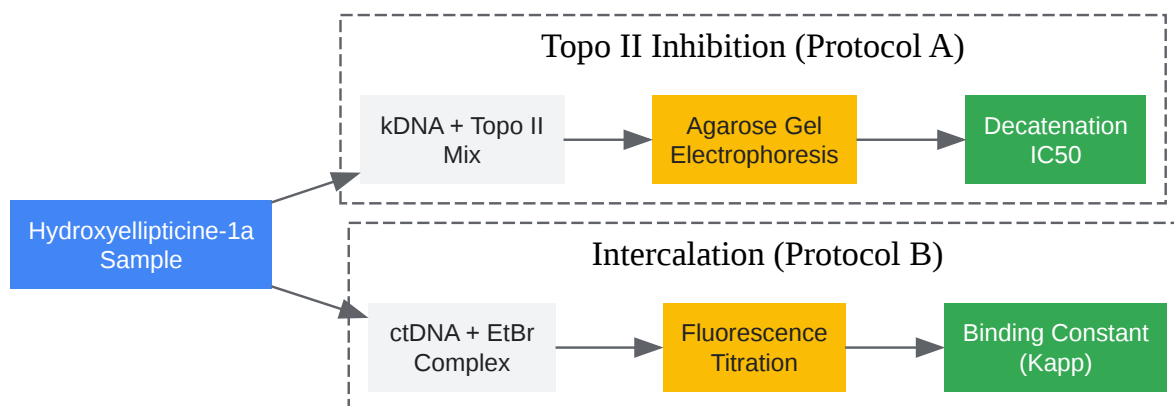 Topo II Inhibition (Protocol A)
kDNA + Topo II
Mix
Agarose Gel
Electrophoresis
Decatenation
IC50
Hydroxyellipticine-1a
Sample
Intercalation (Protocol B)
ctDNA + EtBr
Complex
Fluorescence
Titration
Binding Constant
(Kapp)